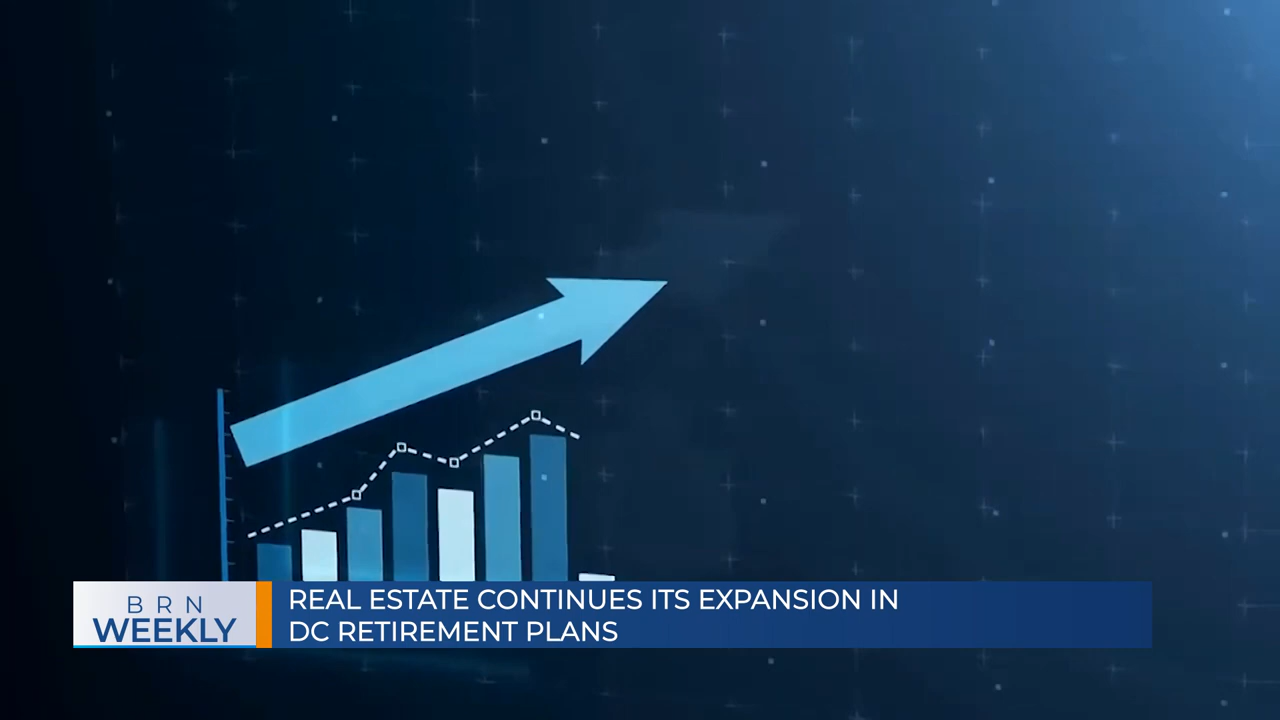 BRN
WEEKLY
REAL ESTATE CONTINUES ITS EXPANSION IN
DC RETIREMENT PLANS